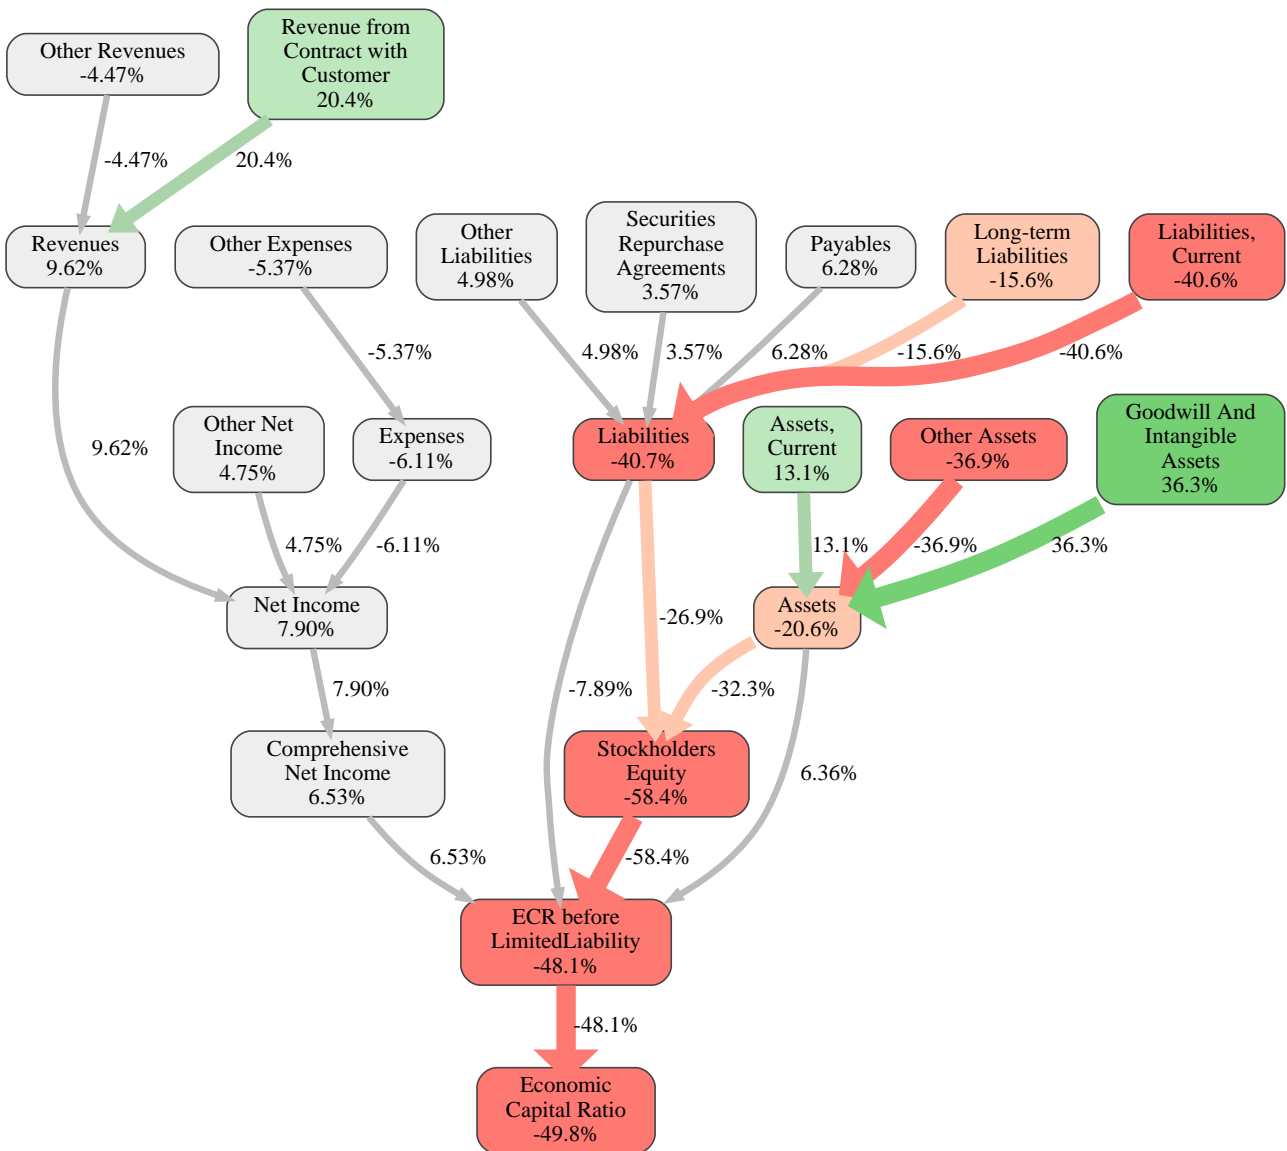 Other Revenues
-4.47%
Revenue from
Contract with
Customer
20.4%
-4.47%
20.4%
Revenues
9.62%
Other Expenses
-5.37%
Other
Liabilities
4.98%
Securities
Repurchase
Agreements
3.57%
Payables
6.28%
Long-term
Liabilities
-15.6%
Liabilities,
Current
-40.6%
-5.37%
4.98%
3.57%
6.28%
-15.6%
-40.6%
9.62%
Other Net
Income
4.75%
Expenses
-6.11%
Liabilities
-40.7%
Assets,
Current
13.1%
Other Assets
-36.9%
Goodwill And
Intangible
Assets
36.3%
4.75%
-6.11%
13.1%
-36.9%
36.3%
Net Income
7.90%
-26.9%
Assets
-20.6%
7.90%
-7.89%
-32.3%
Comprehensive
Net Income
6.53%
Stockholders
Equity
-58.4%
6.36%
6.53%
-58.4%
ECR before
LimitedLiability
-48.1%
-48.1%
Economic
Capital Ratio
-49.8%